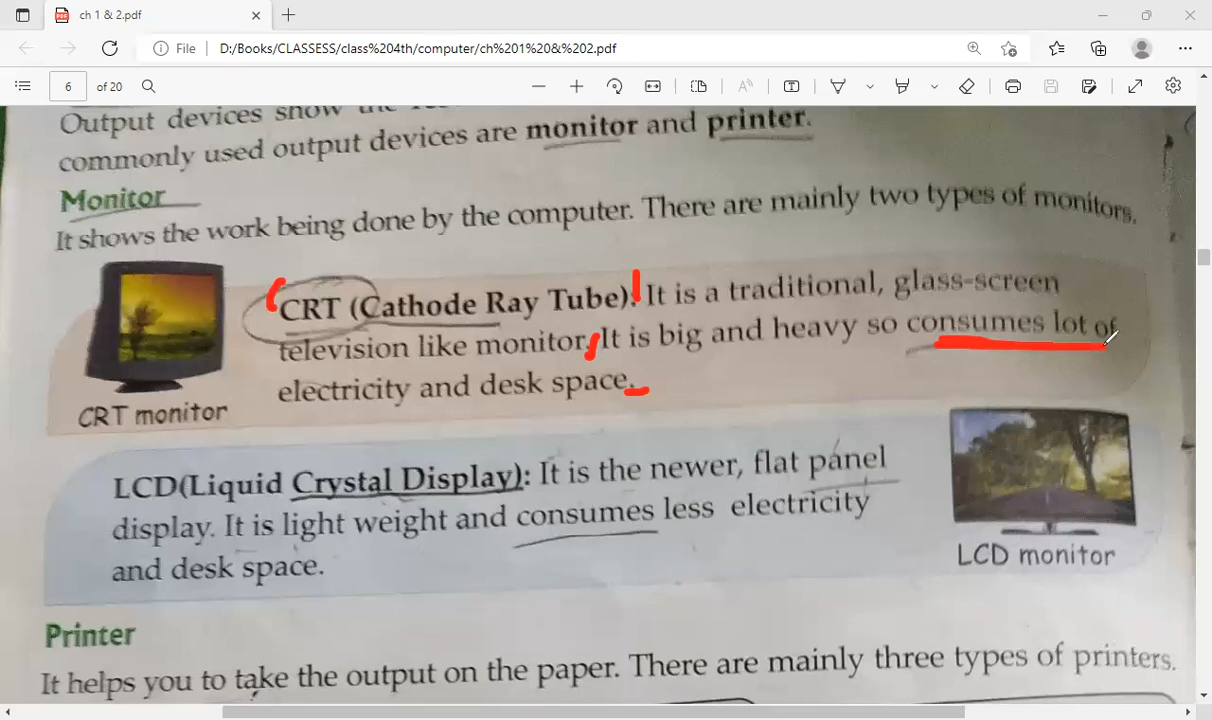 ch 1 & 2.pdf
File D:/Books/CLASSESS/class%204th/computer/ch%201%20&%202.pdf
6 of 20
Output devices show the
commonly used output devices are monitor and printer.
Monitor
It shows the work being done by the computer. There are mainly two types of monitors.
CRT (Cathode Ray Tube): It is a traditional, glass-screen
television like monitor. It is big and heavy so consumes lot of
electricity and desk space.
CRT monitor
LCD(Liquid Crystal Display): It is the newer, flat panel
display. It is light weight and consumes less electricity
and desk space.
LCD monitor
Printer
It helps you to take the output on the paper. There are mainly three types of printers.